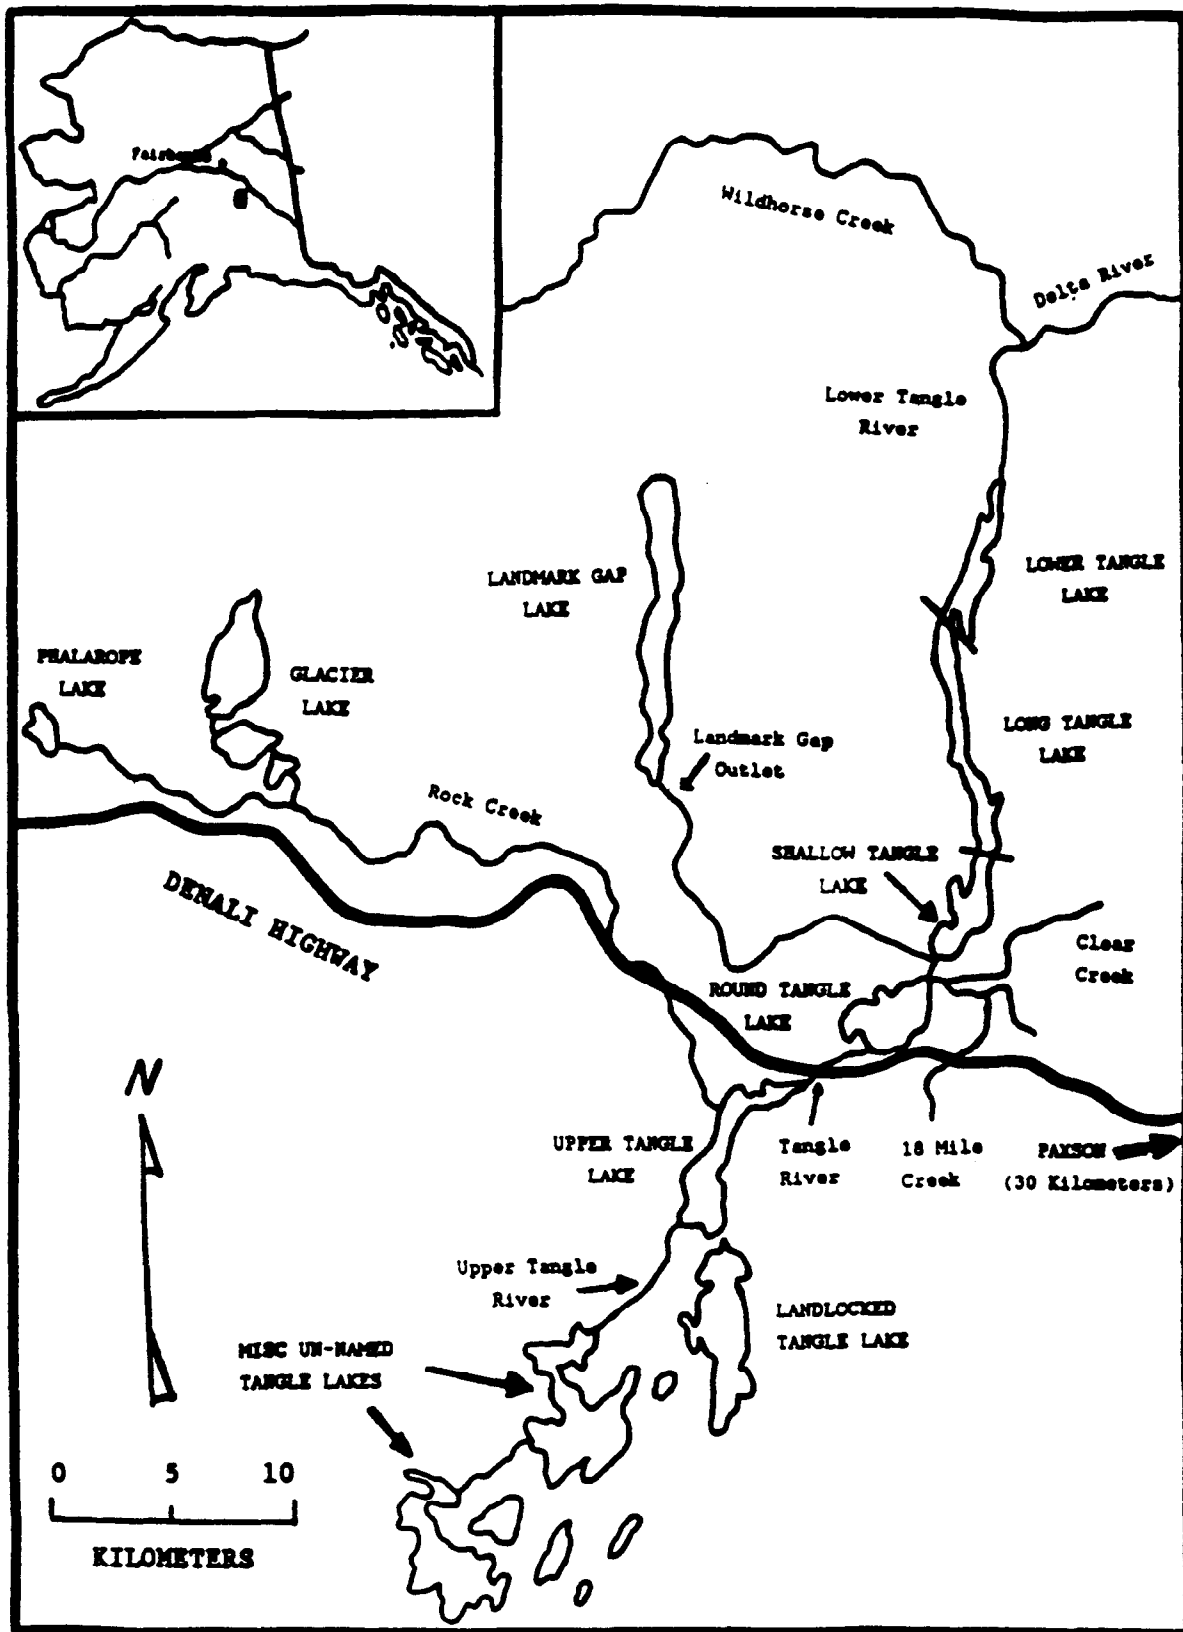 Fairbanks
Wildhorse Creek
Delta River
Lower Tangle
River
LANDMARK GAP
LAKE
LOWER TANGLE
LAKE
PHALAROPE
LAKE
GLACIER
LAKE
LONG TANGLE
LAKE
Landmark Gap
Outlet
Rock Creek
SHALLOW TANGLE
LAKE
DENALI HIGHWAY
Clear
Creek
ROUND TANGLE
LAKE
N
UPPER TANGLE
LAKE
Tangle
River
18 Mile
Creek
PAXSON
(30 Kilometers)
Upper Tangle
River
LANDLOCKED
TANGLE LAKE
MISC UN-NAMED
TANGLE LAKES
0 5 10
KILOMETERS